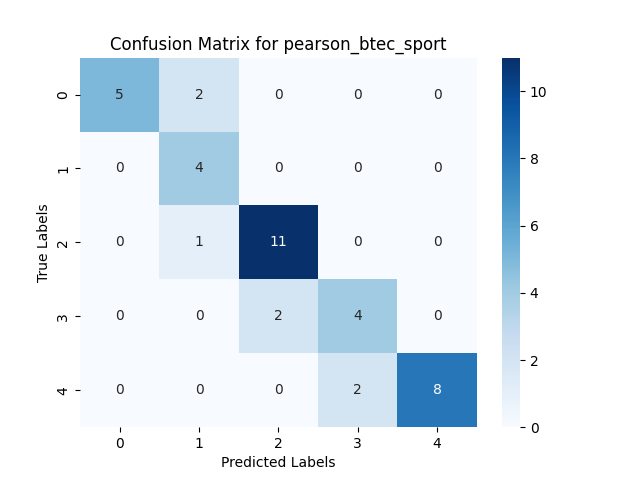 Confusion Matrix for pearson_btec_sport
0 5 2 0 0 0
1 0 4 0 0 0
2 0 1 11 0 0
3 0 0 2 4 0
4 0 0 0 2 8
0 1 2 3 4
Predicted Labels
True Labels
10
8
6
4
2
0